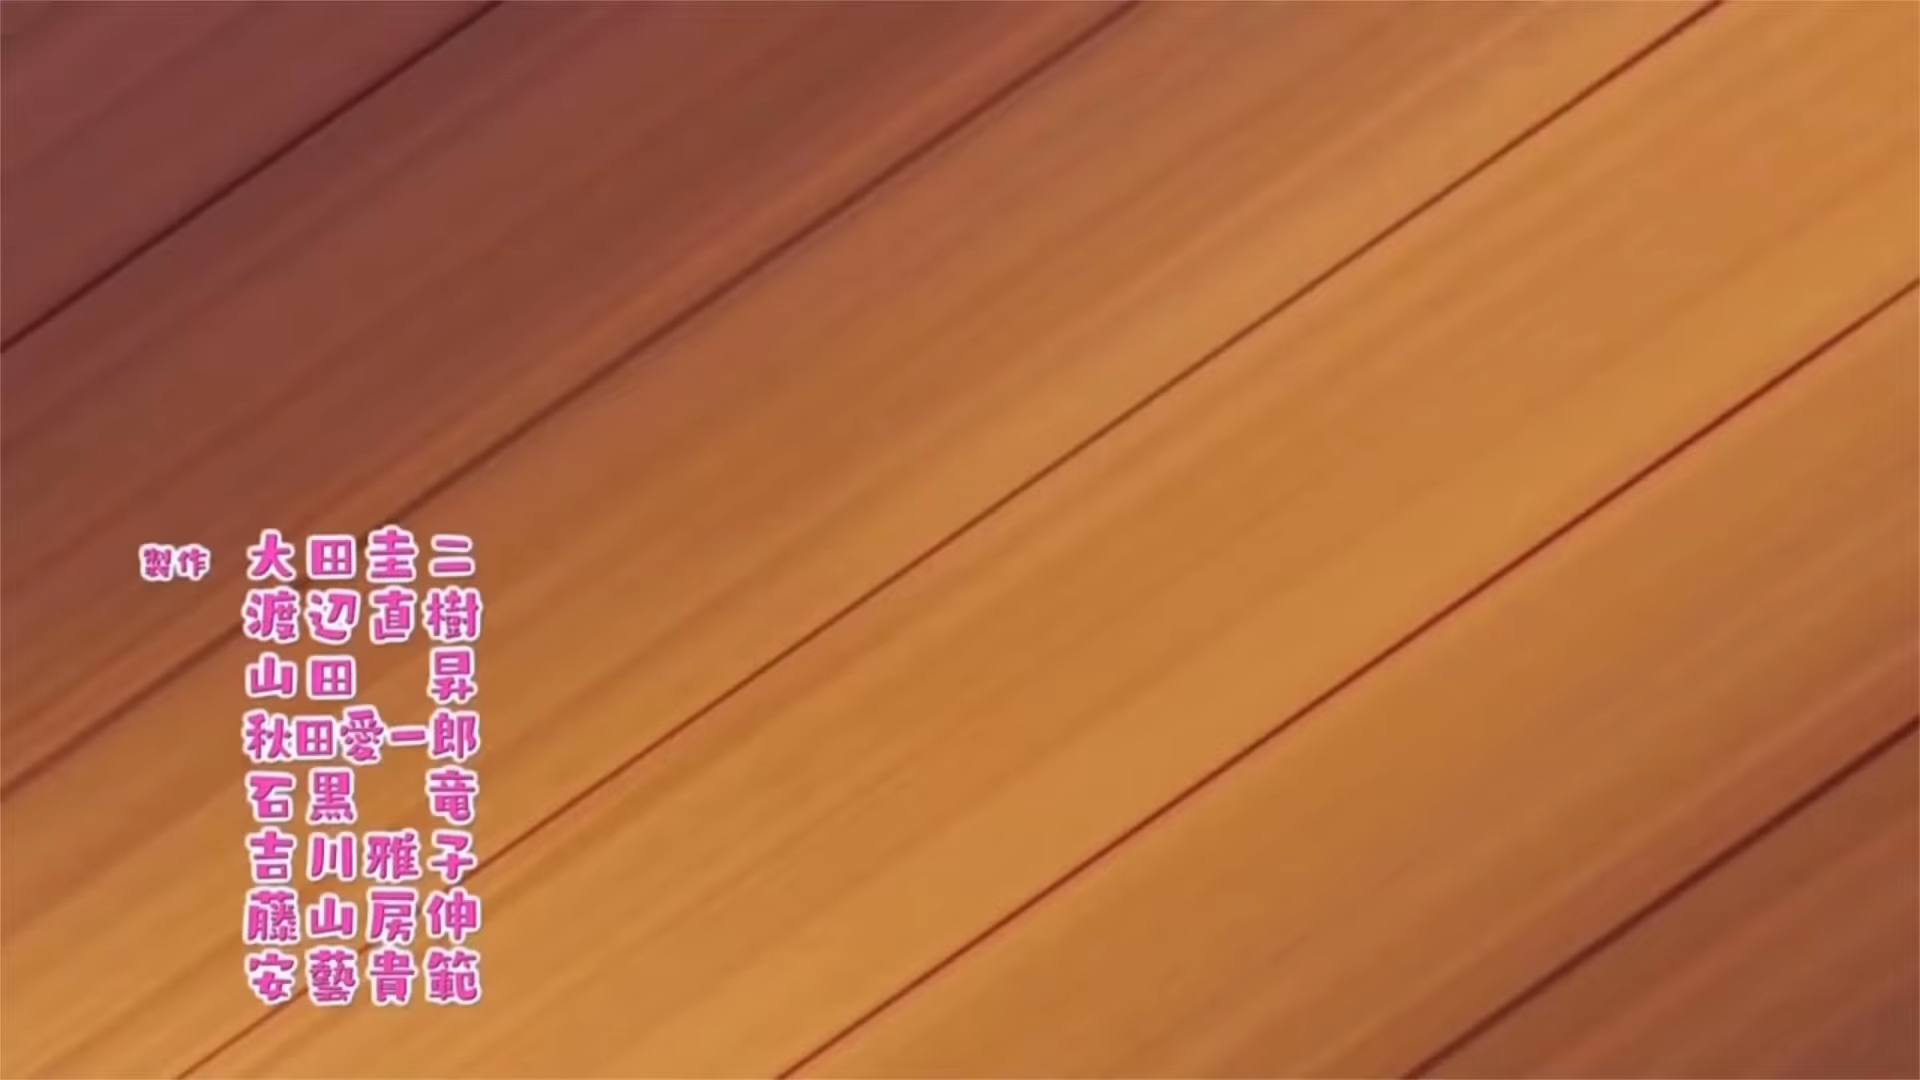 製作 大田圭二
渡辺直樹
山田 昇
秋田愛一郎
石黒 竜
吉川雅子
藤山房伸
安藝貴範